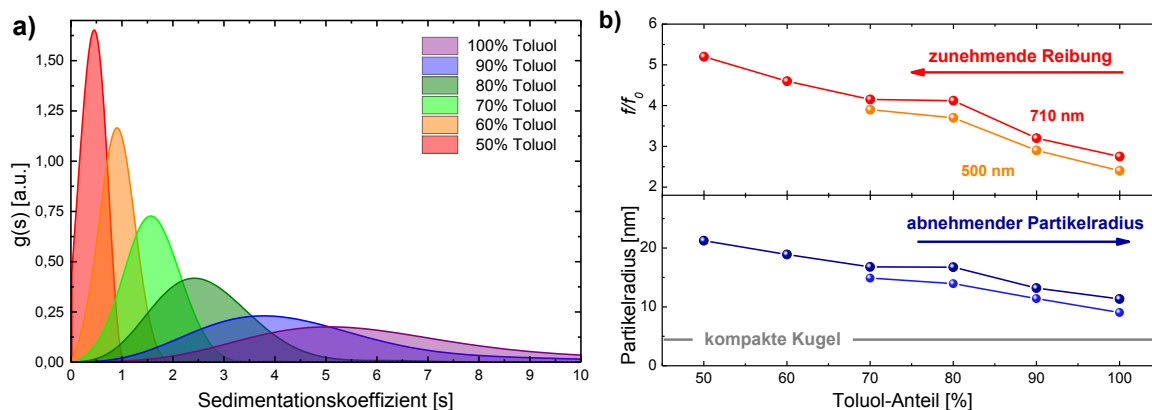 a)
g(s) [a.u.]
1,50
1,25
1,00
0,75
0,50
0,25
0,00
100% Toluol
90% Toluol
80% Toluol
70% Toluol
60% Toluol
50% Toluol
0 1 2 3 4 5 6 7 8 9 10
Sedimentationskoeffizient [s]
b)
f/f0
6
5
4
3
2
zunehmende Reibung
710 nm
500 nm
Partikelradius [nm]
20
10
0
abnehmender Partikelradius
kompakte Kugel
50 60 70 80 90 100
Toluol-Anteil [%]